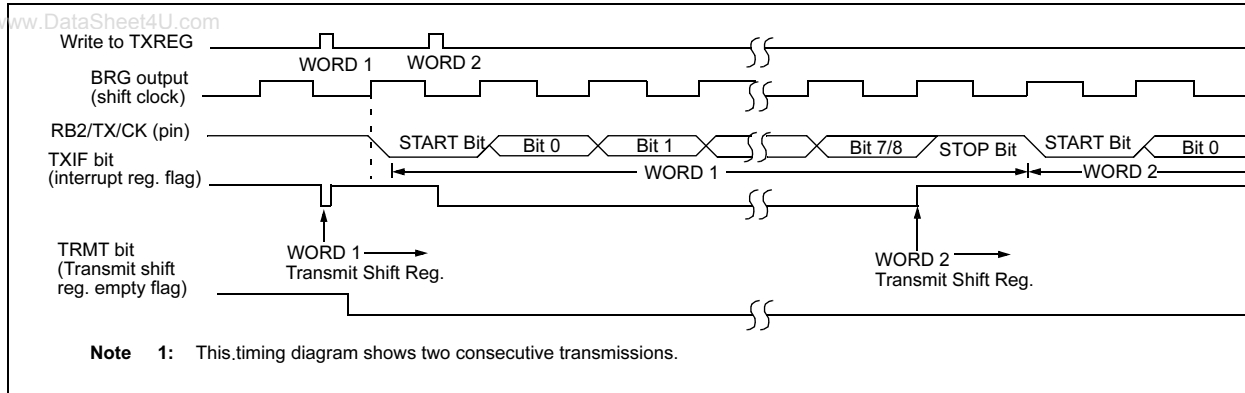 www.DataSheet4U.com
Write to TXREG
WORD 1
WORD 2
BRG output
(shift clock)
RB2/TX/CK (pin)
START Bit
Bit 0
Bit 1
Bit 7/8
STOP Bit
START Bit
Bit 0
WORD 1
WORD 2
TXIF bit
(interrupt reg. flag)
WORD 1
Transmit Shift Reg.
WORD 2
Transmit Shift Reg.
TRMT bit
(Transmit shift
reg. empty flag)
Note 1: This timing diagram shows two consecutive transmissions.